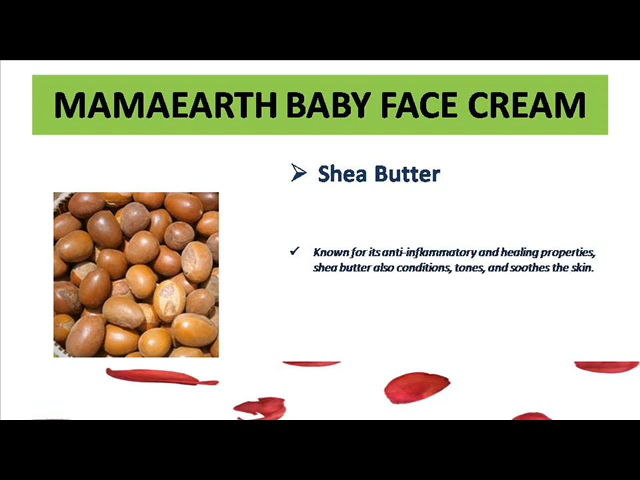 MAMAEARTH BABY FACE CREAM
Shea Butter
Known for its anti-inflammatory and healing properties,
shea butter also conditions, tones, and soothes the skin.